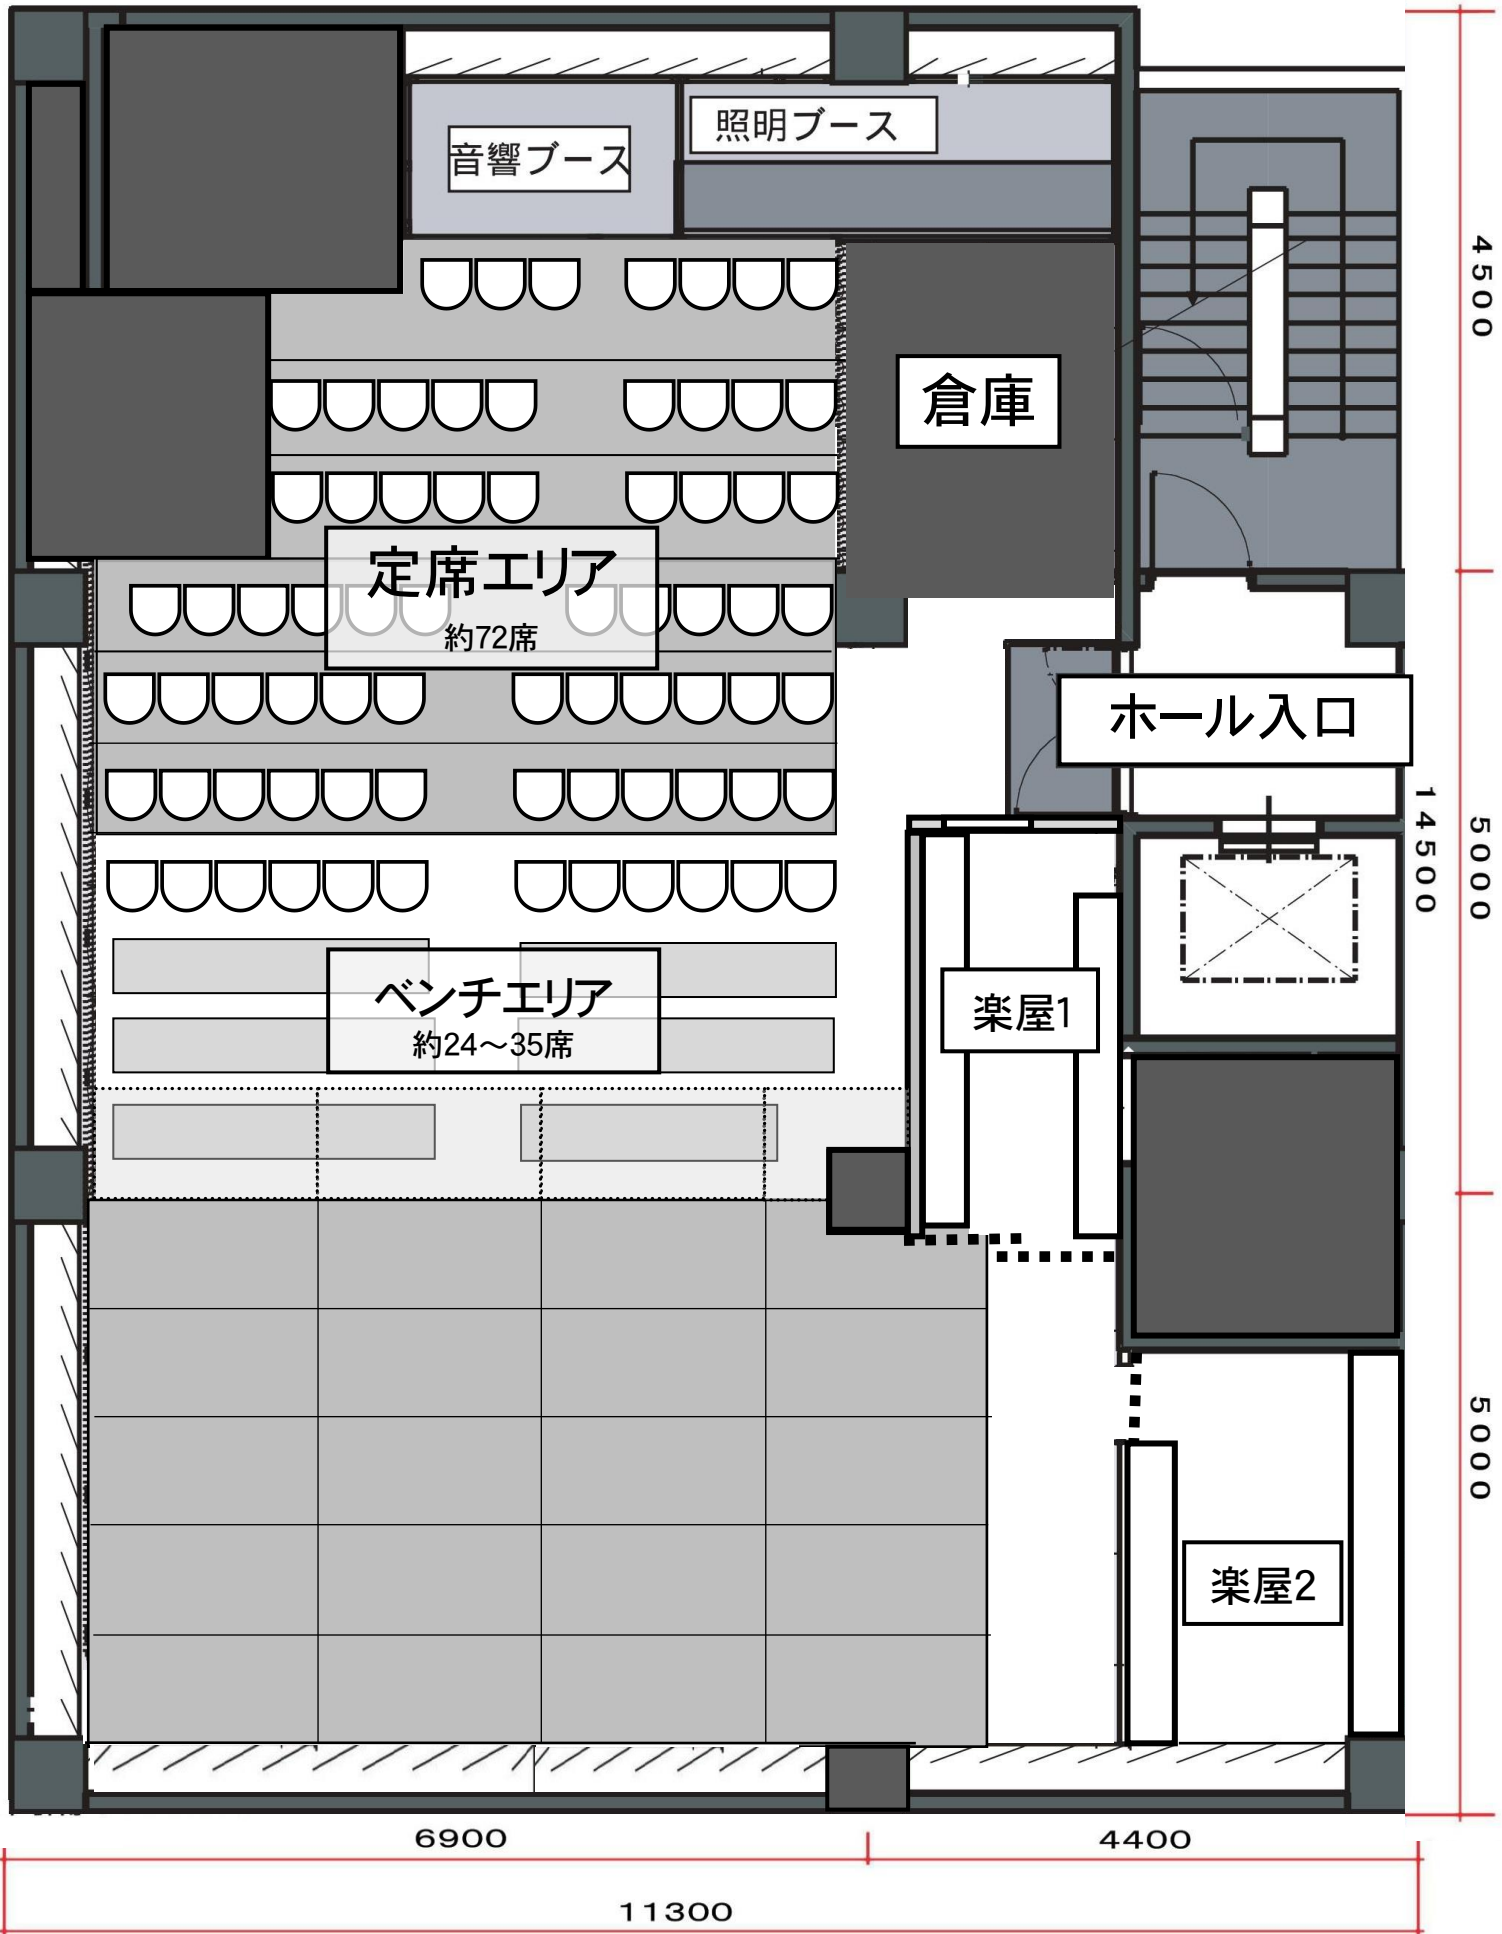 照明ブース
音響ブース
4500
倉庫
定席エリア
約72席
ホール入口
14500
5000
ベンチエリア
約24～35席
楽屋1
5000
楽屋2
6900
4400
11300